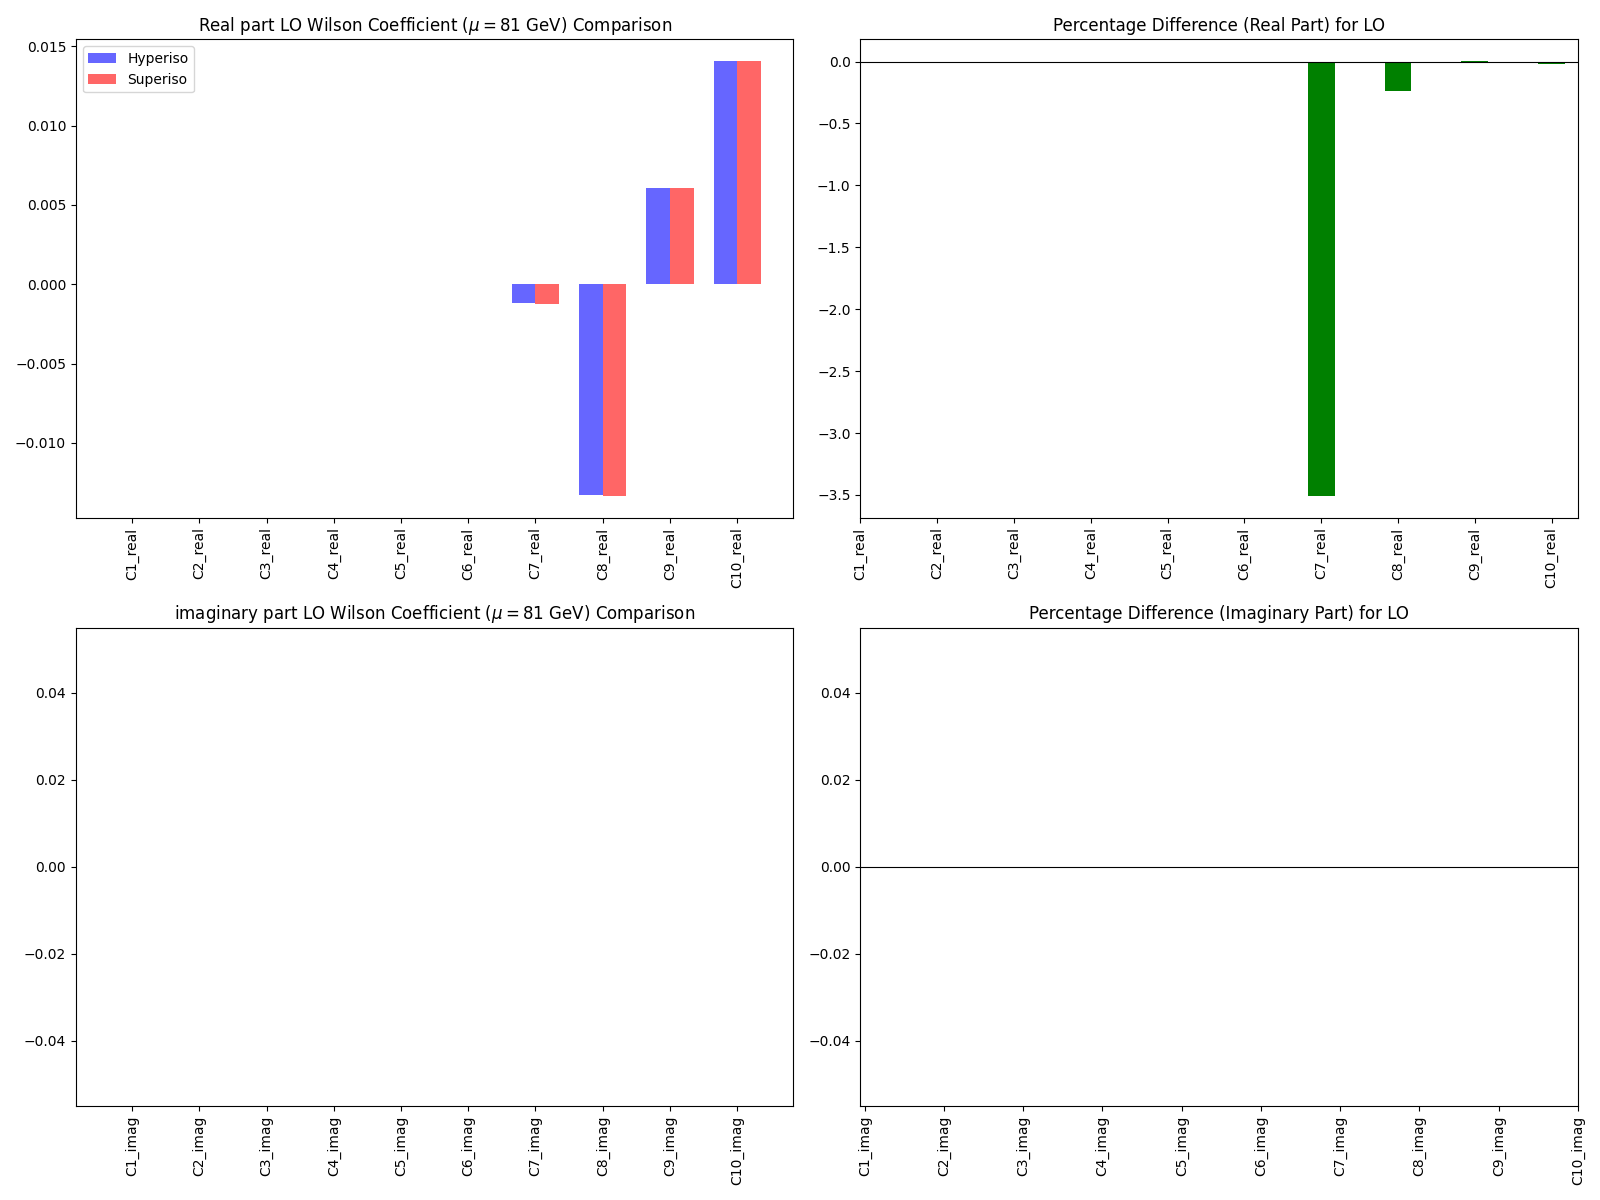 Real part LO Wilson Coefficient (μ = 81 GeV) Comparison
Hyperiso
Superiso
0.015
0.010
0.005
0.000
−0.005
−0.010
C1_real
C2_real
C3_real
C4_real
C5_real
C6_real
C7_real
C8_real
C9_real
C10_real
Percentage Difference (Real Part) for LO
0.0
−0.5
−1.0
−1.5
−2.0
−2.5
−3.0
−3.5
C1_real
C2_real
C3_real
C4_real
C5_real
C6_real
C7_real
C8_real
C9_real
C10_real
imaginary part LO Wilson Coefficient (μ = 81 GeV) Comparison
0.04
0.02
0.00
−0.02
−0.04
C1_imag
C2_imag
C3_imag
C4_imag
C5_imag
C6_imag
C7_imag
C8_imag
C9_imag
C10_imag
Percentage Difference (Imaginary Part) for LO
0.04
0.02
0.00
−0.02
−0.04
C1_imag
C2_imag
C3_imag
C4_imag
C5_imag
C6_imag
C7_imag
C8_imag
C9_imag
C10_imag